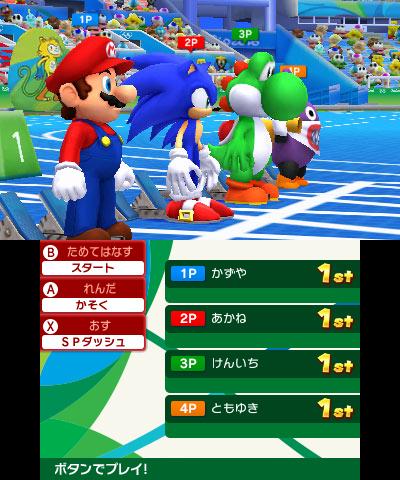 1P
2P
3P
1P
M
1
B ためてはなす
スタート
A れんだ
かそく
X おす
SPダッシュ
1P かずや 1st
2P あかね 1st
3P けんいち 1st
4P ともゆき 1st
ボタンでプレイ!